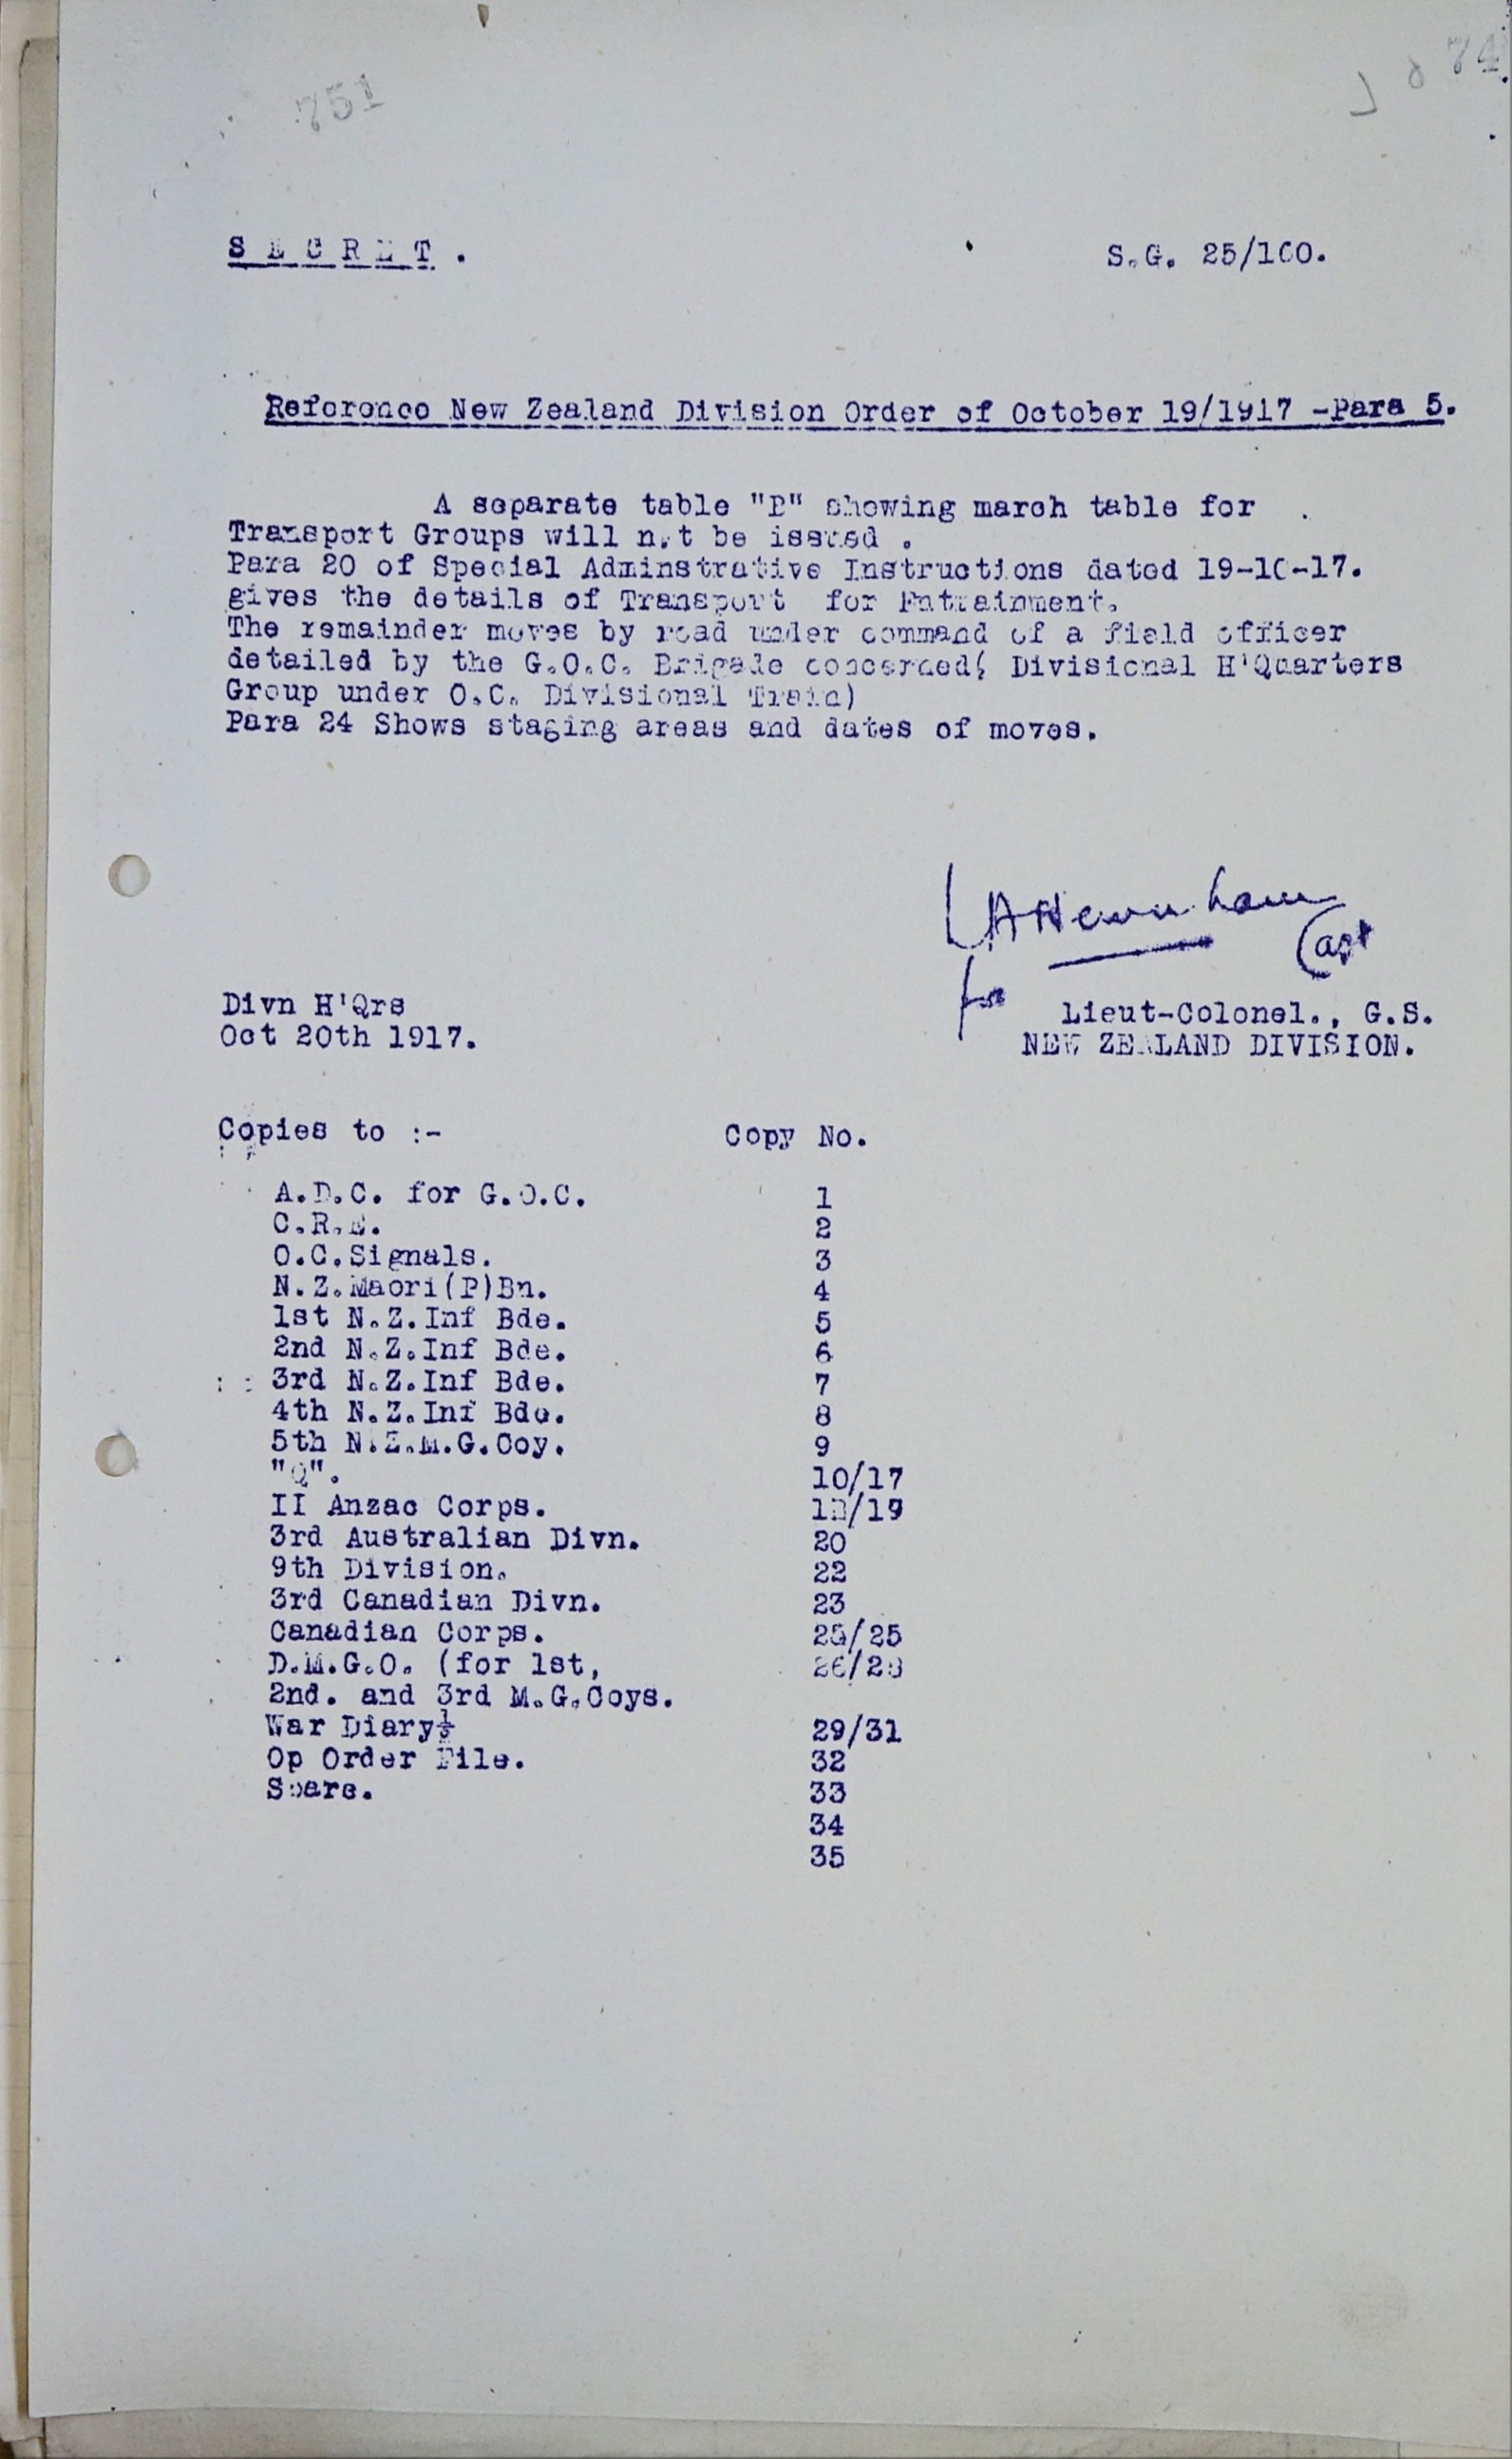 751
74
S E C R E T .
S.G. 25/100.
Reference New Zealand Division Order of October 19/1917 -Para 5.
A separate table "B" showing march table for
Transport Groups will not be issued .
Para 20 of Special Adminstrative Instructions dated 19-10-17.
gives the details of Transport for Entrainment.
The remainder moves by road under command of a field officer
detailed by the G.O.C. Brigade concerned( Divisional H'Quarters
Group under O.C. Divisional Train)
Para 24 Shows staging areas and dates of moves.
Newnham
Capt
for
Divn H'Qrs
Lieut-Colonel., G.S.
Oct 20th 1917.
NEW ZEALAND DIVISION.
Copies to :- Copy No.
A.D.C. for G.O.C. 1
C.R.E. 2
O.C.Signals. 3
N.Z.Maori(P)Bn. 4
1st N.Z.Inf Bde. 5
2nd N.Z.Inf Bde. 6
3rd N.Z.Inf Bde. 7
4th N.Z.Inf Bde. 8
5th N.Z.M.G.Coy. 9
"Q". 10/17
II Anzac Corps. 18/19
3rd Australian Divn. 20
9th Division. 22
3rd Canadian Divn. 23
Canadian Corps.
D.M.G.O. (for 1st, 26/28
2nd. and 3rd M.G.Coys.
War Diary 29/31
Op Order File. 32
Spare. 33
34
35